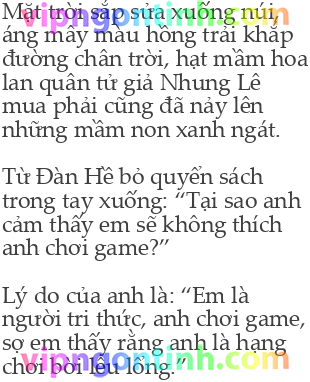 Mặt trời sắp sửa xuống núi,
áng mây màu hồng trải khắp
đường chân trời, hạt mầm hoa
lan quân tử giả Nhung Lê
mua phải cũng đã nảy lên
những mầm non xanh ngát.
Từ Đàn Hề bỏ quyển sách
trong tay xuống: “Tại sao anh
cảm thấy em sẽ không thích
anh chơi game?”
Lý do của anh là: “Em là
người tri thức, anh chơi game,
sợ em thấy rằng anh là hạng
chơi bời lêu lổng.”
vipngontinh.com
vipngontinh.com